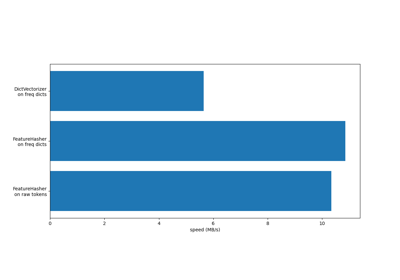 DictVectorizer
on freq dicts
FeatureHasher
on freq dicts
FeatureHasher
on raw tokens
0 2 4 6 8 10
speed (MB/s)